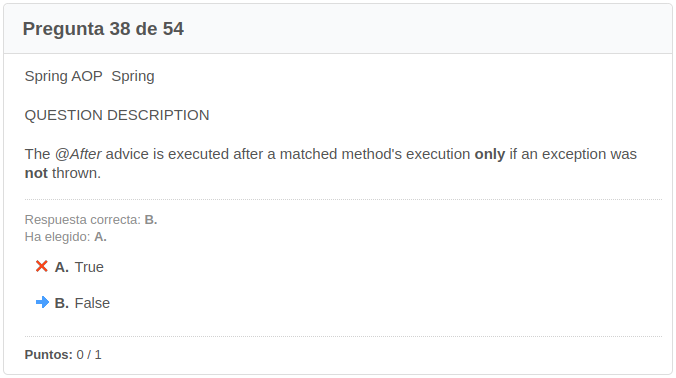 Pregunta 38 de 54
Spring AOP  Spring
QUESTION DESCRIPTION
The @After advice is executed after a matched method's execution only if an exception was
not thrown.
Respuesta correcta: B.
Ha elegido: A.
A. True
B. False
Puntos: 0 / 1